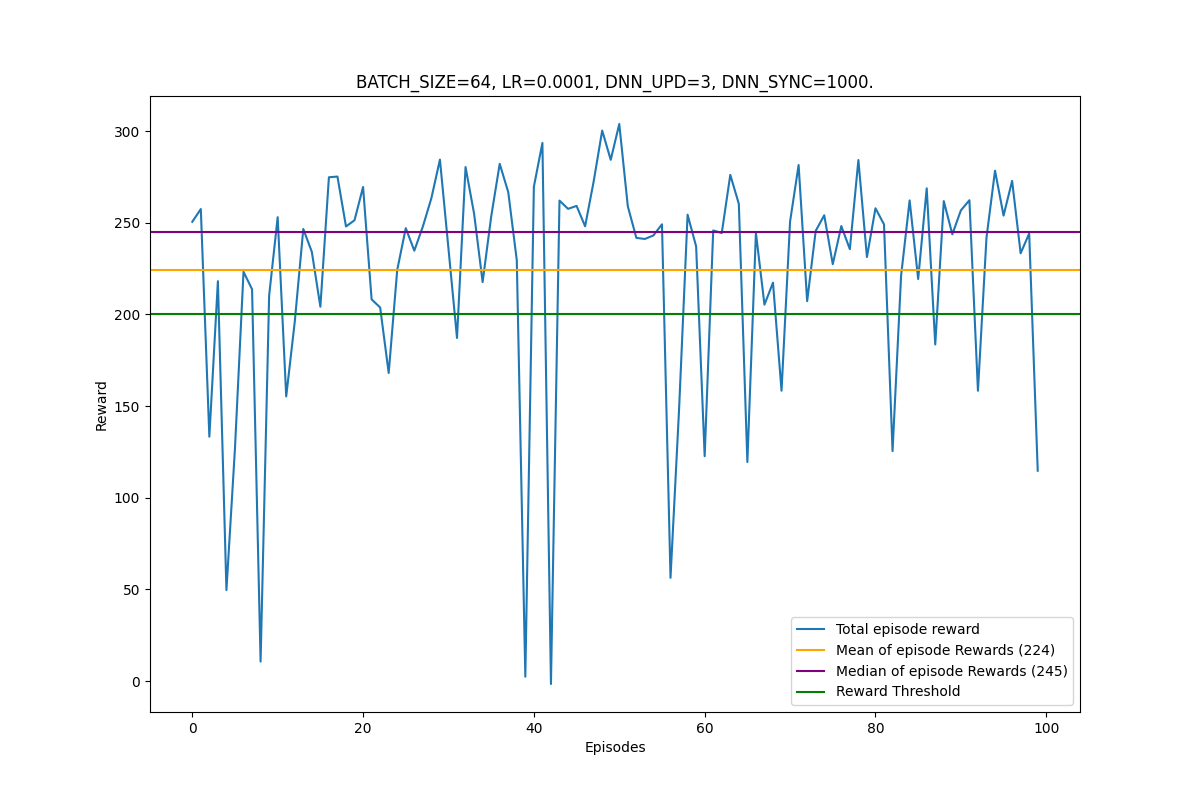 BATCH_SIZE=64, LR=0.0001, DNN_UPD=3, DNN_SYNC=1000.
300
250
200
150
100
50
0
Reward
Total episode reward
Mean of episode Rewards (224)
Median of episode Rewards (245)
Reward Threshold
0 20 40 60 80 100
Episodes